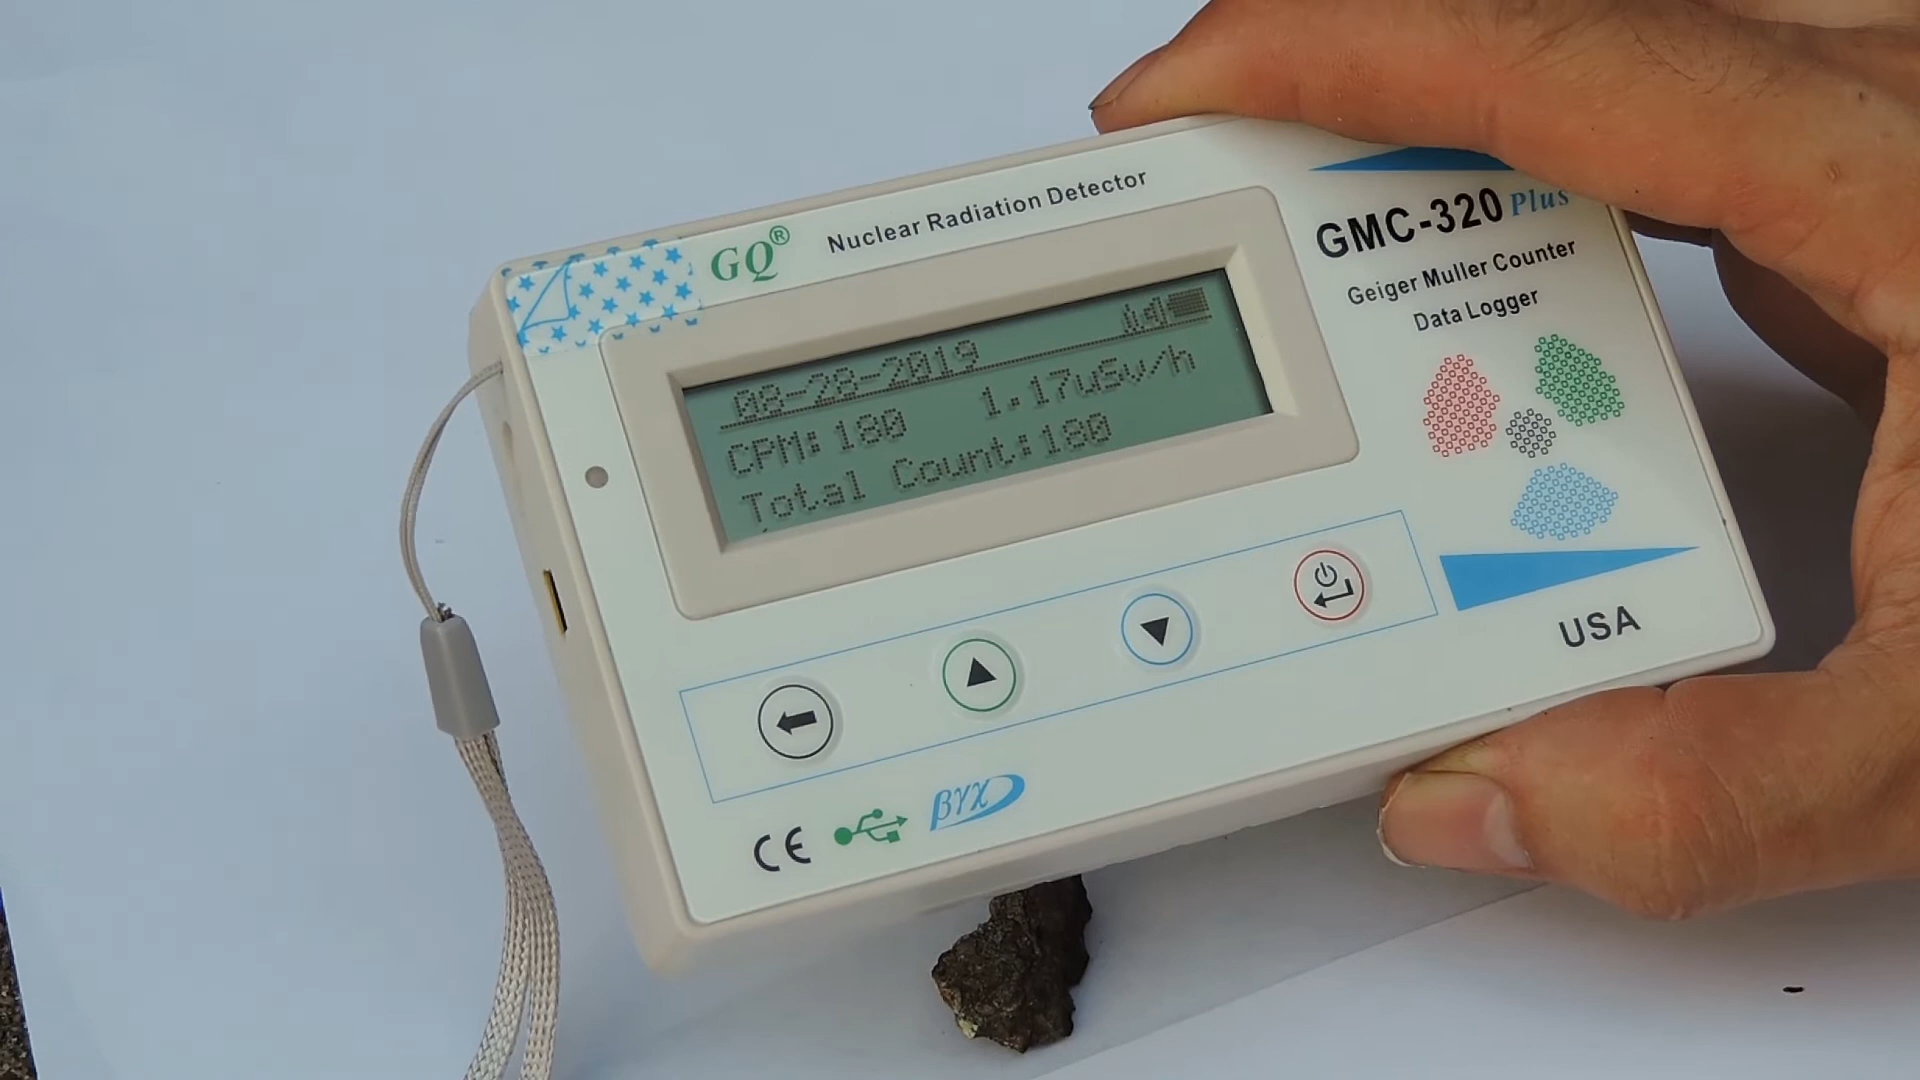 GQ®
Nuclear Radiation Detector
GMC-320 Plus
Geiger Muller Counter
Data Logger
08-28-2019
CPM:180 1.17uSv/h
Total Count:180
USA
CE
βγχ